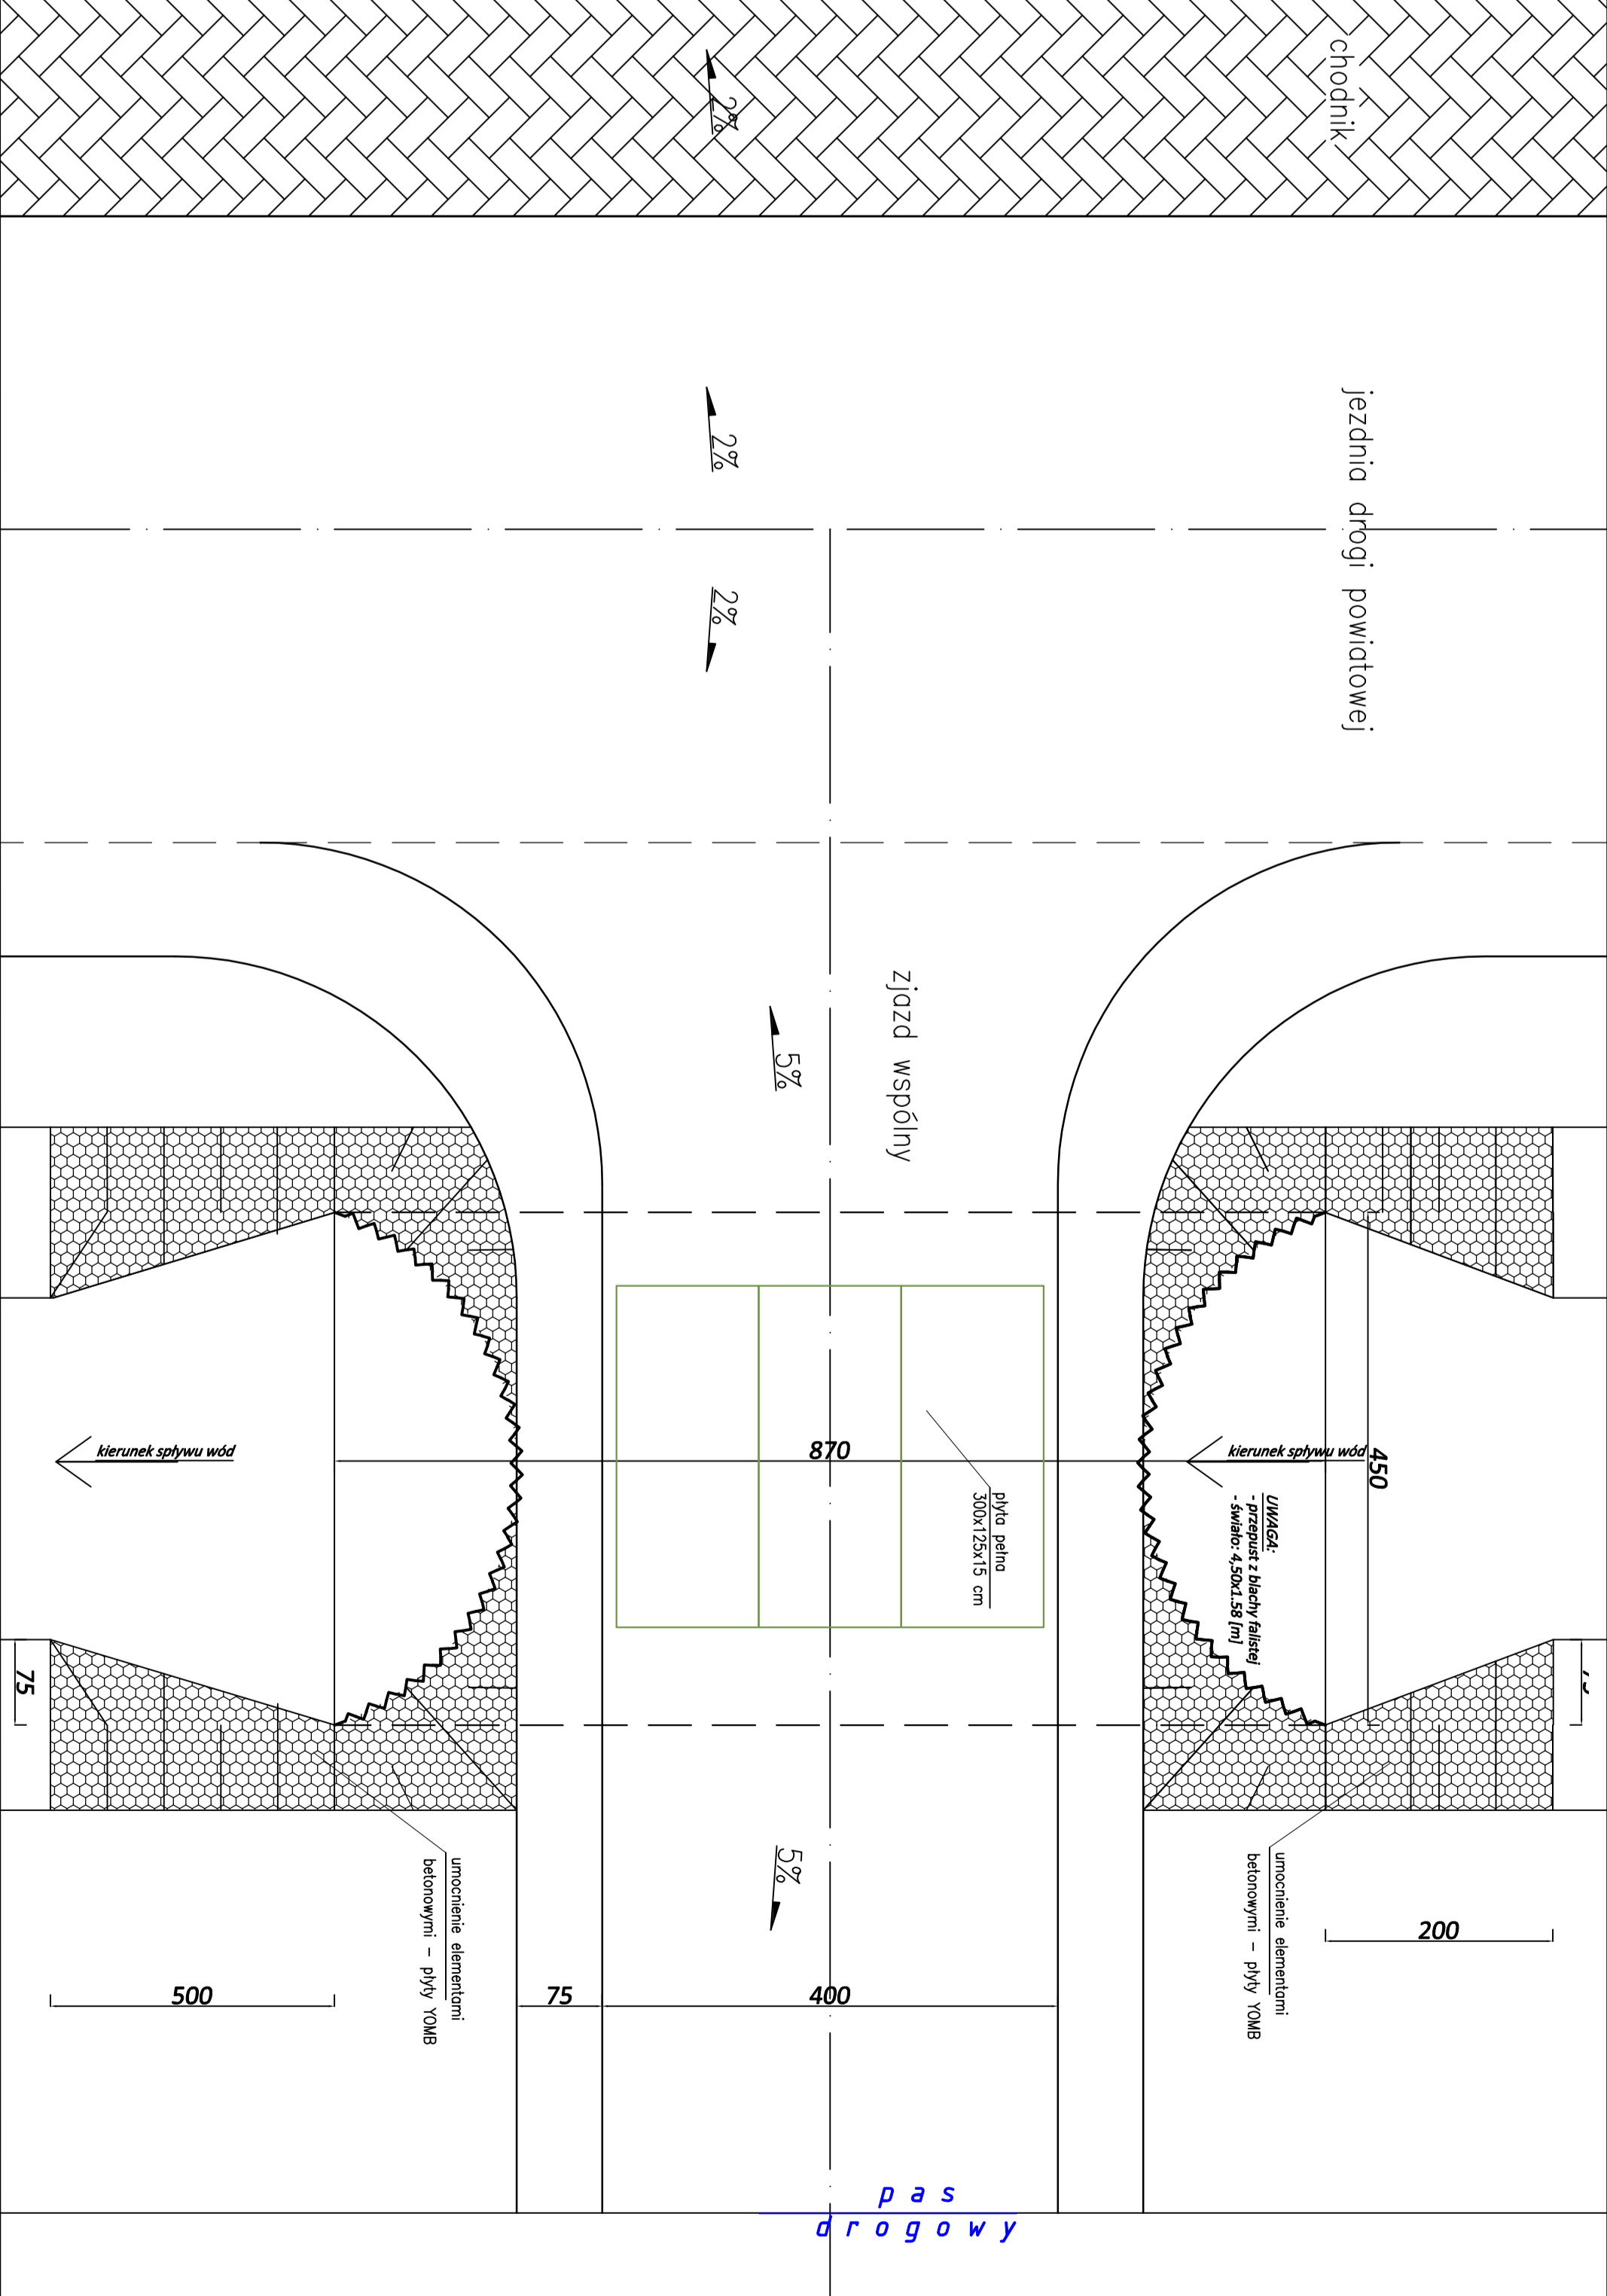 chodnik
2%
jezdnia drogi powiatowej
2%
2%
zjazd wspólny
5%
kierunek spływu wód
870
kierunek spływu wód
450
płyta pełna
300x125x15 cm
UWAGA:
- przepust z blachy falistej
- światło: 4,50x1.58 [m]
75
5%
umocnienie elementami
betonowymi – płyty YOMB
umocnienie elementami
betonowymi – płyty YOMB
200
500
75
400
pas
drogowy